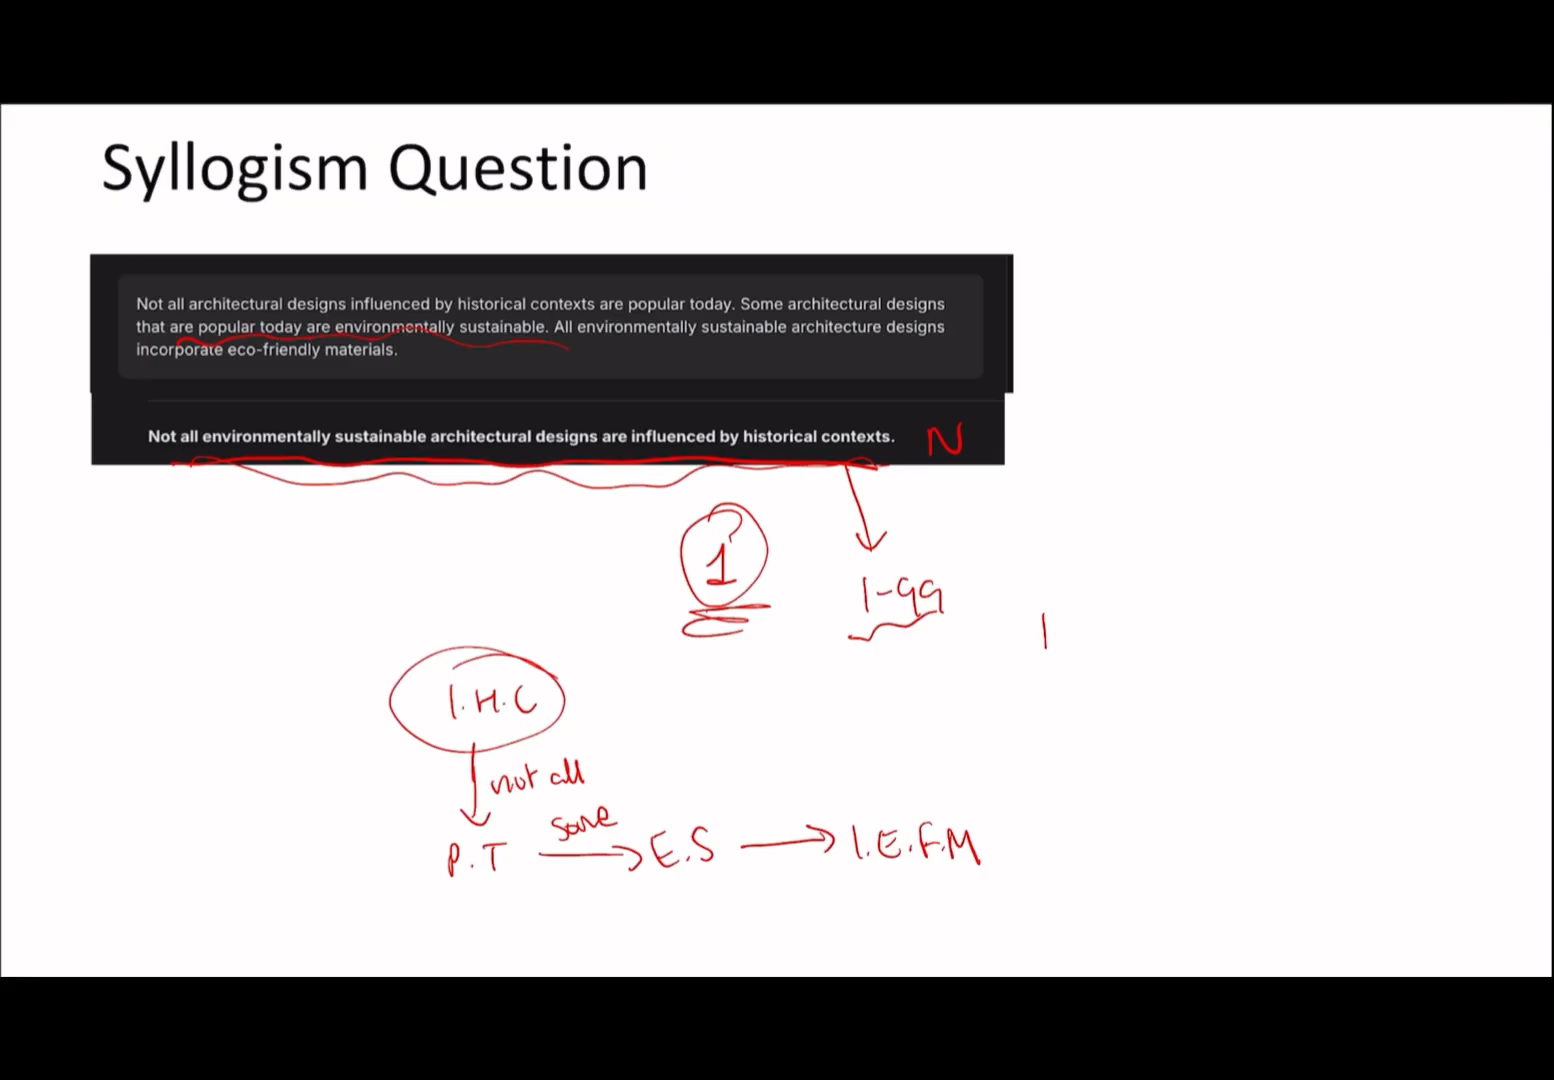 Syllogism Question
Not all architectural designs influenced by historical contexts are popular today. Some architectural designs
that are popular today are environmentally sustainable. All environmentally sustainable architecture designs
incorporate eco-friendly materials.
Not all environmentally sustainable architectural designs are influenced by historical contexts. N
?
1
1-99
I
I.H.C
not all
some
P.T E.S I.E.F.M